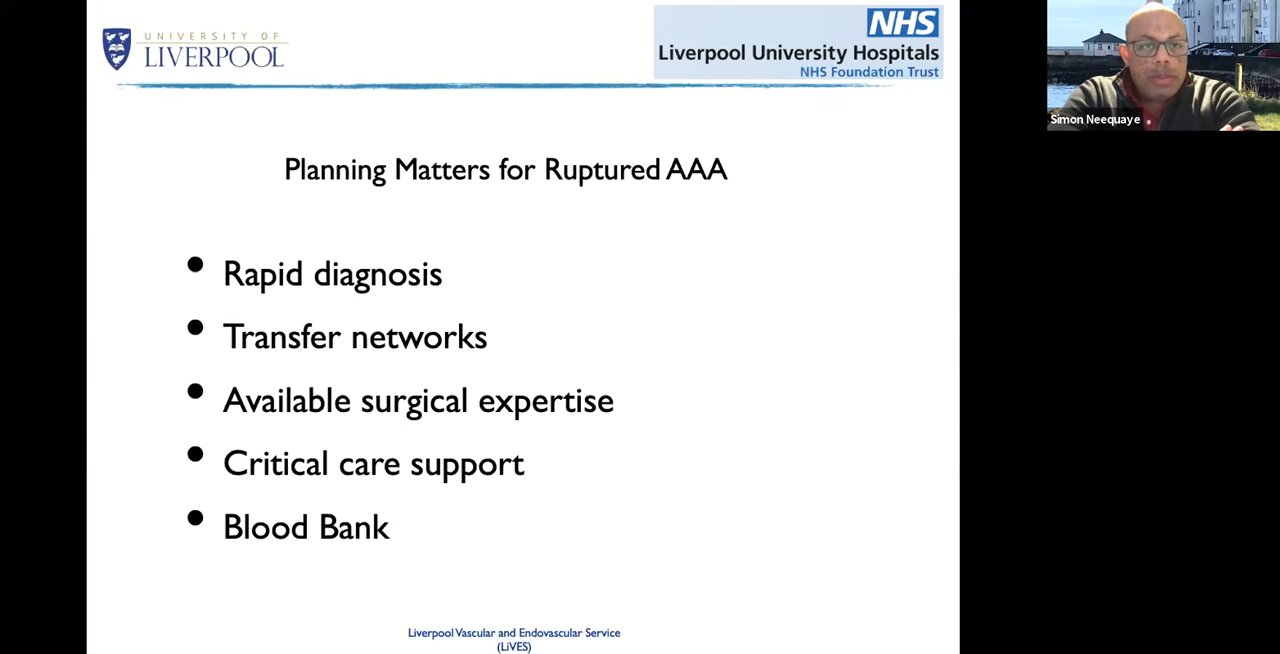 UNIVERSITY OF
LIVERPOOL
NHS
Liverpool University Hospitals
NHS Foundation Trust
Simon Neequaye
Planning Matters for Ruptured AAA
• Rapid diagnosis
• Transfer networks
• Available surgical expertise
• Critical care support
• Blood Bank
Liverpool Vascular and Endovascular Service
(LiVES)